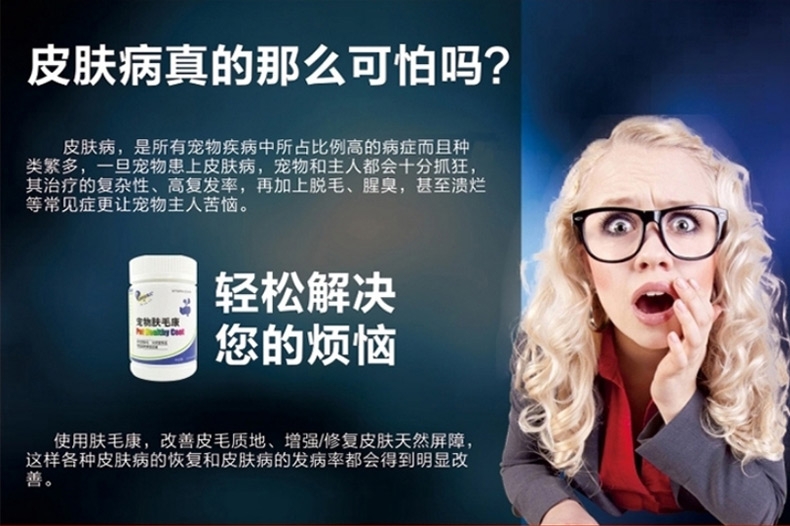 皮肤病真的那么可怕吗?
皮肤病，是所有宠物疾病中所占比例高的病症而且种
类繁多，一旦宠物患上皮肤病，宠物和主人都会十分抓狂，
其治疗的复杂性、高复发率，再加上脱毛、腥臭，甚至溃烂
等常见症更让宠物主人苦恼。
宠物肤毛康
Pet Healthy Coat
轻松解决
您的烦恼
使用肤毛康，改善皮毛质地、增强/修复皮肤天然屏障，
这样各种皮肤病的恢复和皮肤病的发病率都会得到明显改
善。